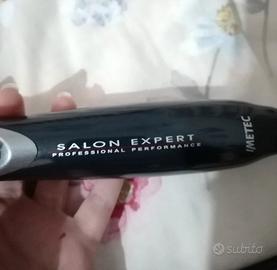 SALON EXPERT
PROFESSIONAL PERFORMANCE
IMETEC
subito